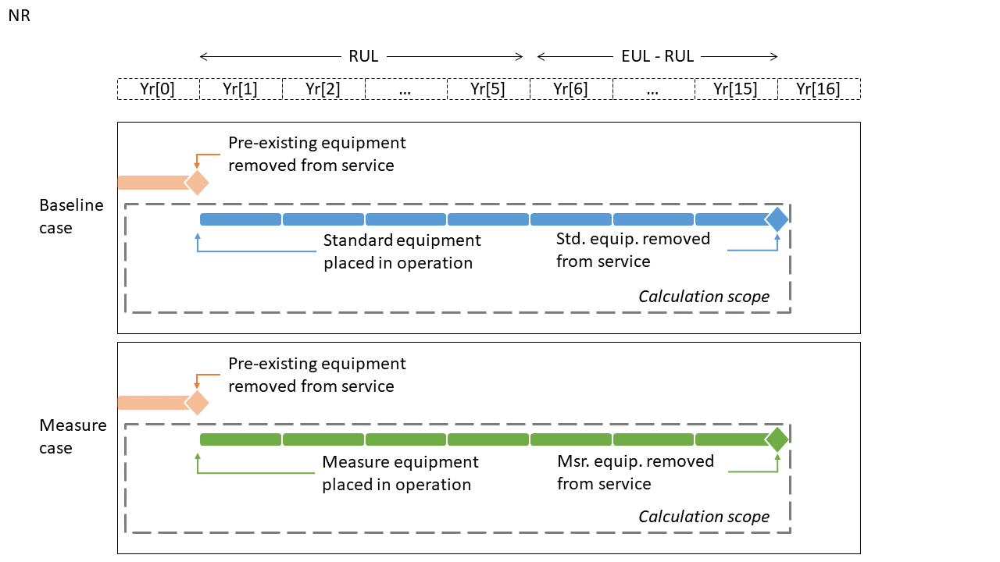 NR
RUL
EUL - RUL
Yr[0] Yr[1] Yr[2] ... Yr[5] Yr[6] ... Yr[15] Yr[16]
Baseline
case
Pre-existing equipment
removed from service
Standard equipment
placed in operation
Std. equip. removed
from service
Calculation scope
Measure
case
Pre-existing equipment
removed from service
Measure equipment
placed in operation
Msr. equip. removed
from service
Calculation scope